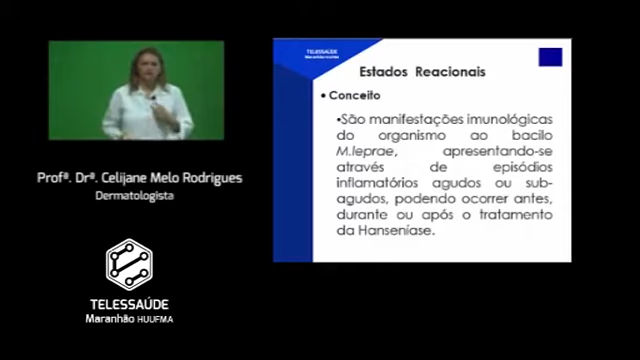 Profª. Drª. Celijane Melo Rodrigues
Dermatologista
TELESSAÚDE
Maranhão HUUFMA
TELESSAÚDE
Maranhão HUUFMA
Estados Reacionais
• Conceito
•São manifestações imunológicas
do organismo ao bacilo
M.leprae, apresentando-se
através de episódios
inflamatórios agudos ou sub-
agudos, podendo ocorrer antes,
durante ou após o tratamento
da Hanseníase.